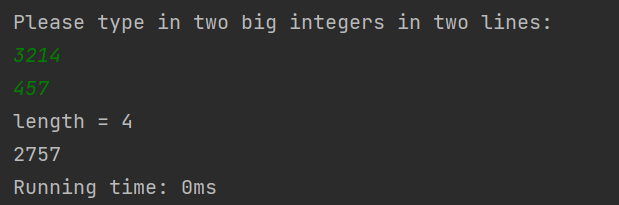 Please type in two big integers in two lines:
3214
457
length = 4
2757
Running time: 0ms